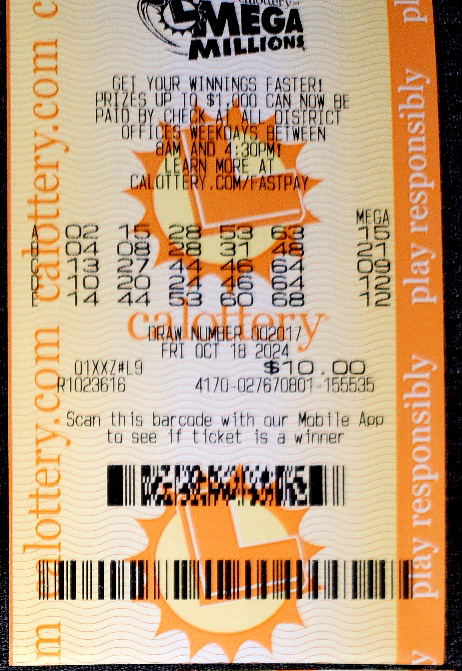 MEGA
MILLIONS
GET YOUR WINNINGS FASTER!
PRIZES UP TO $1,000 CAN NOW BE
PAID BY CHECK AT ALL DISTRICT
OFFICES WEEKDAYS BETWEEN
8AM AND 4:30PM!
LEARN MORE AT
CALOTTERY.COM/FASTPAY
MEGA
A 02 15 28 53 63 15
B 04 08 28 31 48 21
C 13 27 44 46 64 09
D 10 20 24 46 64 12
E 14 44 53 60 68 12
calottery
DRAW NUMBER 002017
FRI OCT 18 2024
01XXZ#L9 $10.00
R1023616 4170-027670801-155535
Scan this barcode with our Mobile App
to see if ticket is a winner
calottery.com calottery.com
play responsibly play responsibly